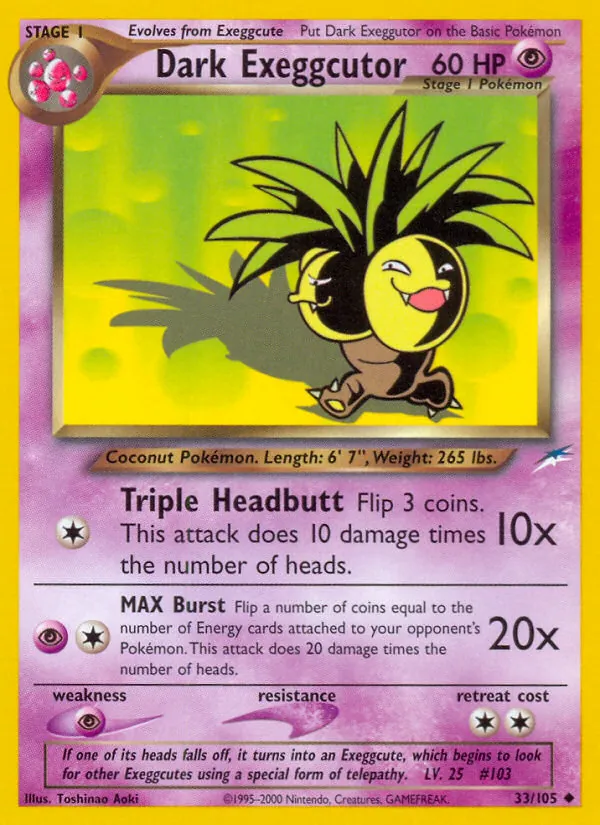 STAGE 1 Evolves from Exeggcute Put Dark Exeggutor on the Basic Pokémon
Dark Exeggcutor 60 HP
Stage 1 Pokémon
Coconut Pokémon. Length: 6' 7", Weight: 265 lbs.
Triple Headbutt Flip 3 coins.
This attack does 10 damage times
the number of heads.
10x
MAX Burst Flip a number of coins equal to the
number of Energy cards attached to your opponent's
Pokémon. This attack does 20 damage times the
number of heads.
20x
weakness resistance retreat cost
If one of its heads falls off, it turns into an Exeggcute, which begins to look
for other Exeggcutes using a special form of telepathy. LV. 25 #103
Illus. Toshinao Aoki ©1995-2000 Nintendo, Creatures, GAMEFREAK. 33/105